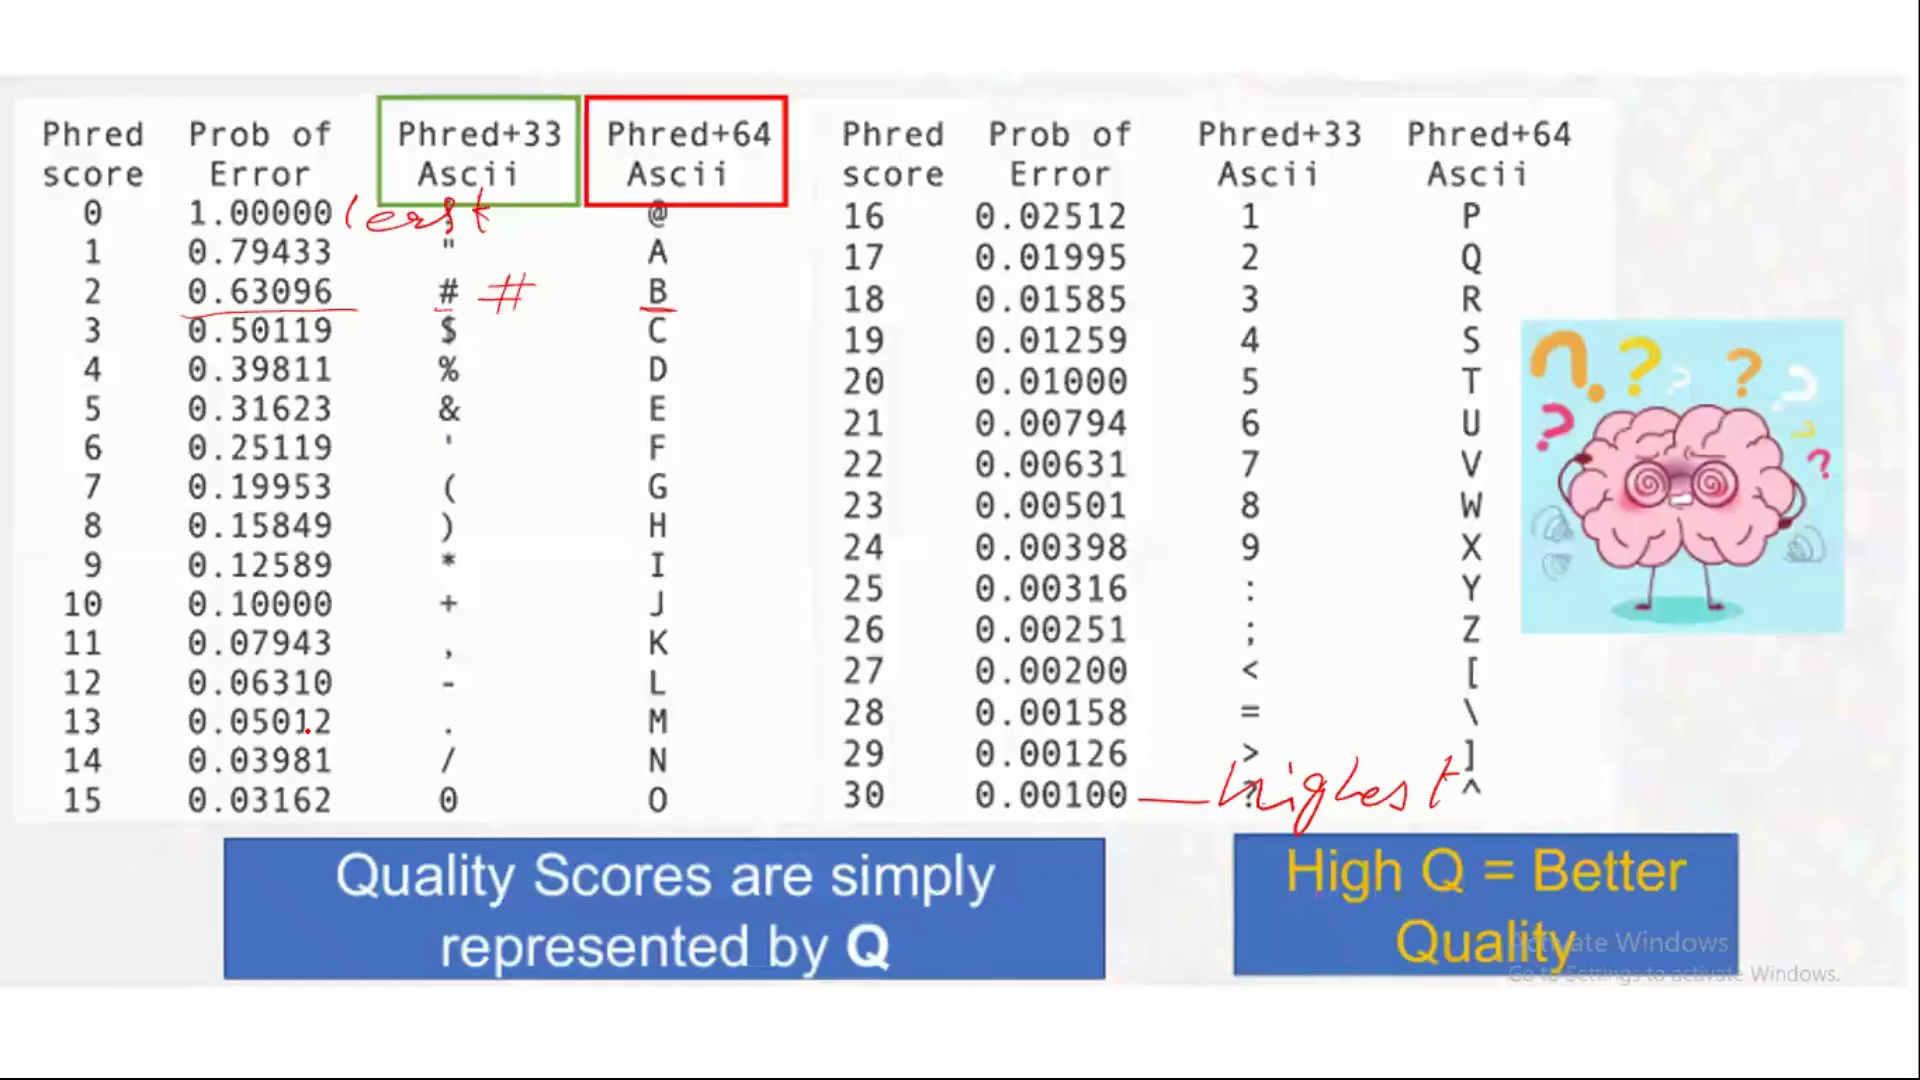 Phred Prob of Phred+33 Phred+64
score Error Ascii Ascii
0 1.00000 least @
1 0.79433 " A
2 0.63096 # # B
3 0.50119 $ C
4 0.39811 % D
5 0.31623 & E
6 0.25119 ' F
7 0.19953 ( G
8 0.15849 ) H
9 0.12589 * I
10 0.10000 + J
11 0.07943 , K
12 0.06310 - L
13 0.05012 . M
14 0.03981 / N
15 0.03162 0 O
Phred Prob of Phred+33 Phred+64
score Error Ascii Ascii
16 0.02512 1 P
17 0.01995 2 Q
18 0.01585 3 R
19 0.01259 4 S
20 0.01000 5 T
21 0.00794 6 U
22 0.00631 7 V
23 0.00501 8 W
24 0.00398 9 X
25 0.00316 : Y
26 0.00251 ; Z
27 0.00200 < [
28 0.00158 = \
29 0.00126 > ]
30 0.00100 ? highest ^
Quality Scores are simply
represented by Q
High Q = Better
Quality
Activate Windows
Go to Settings to activate Windows.